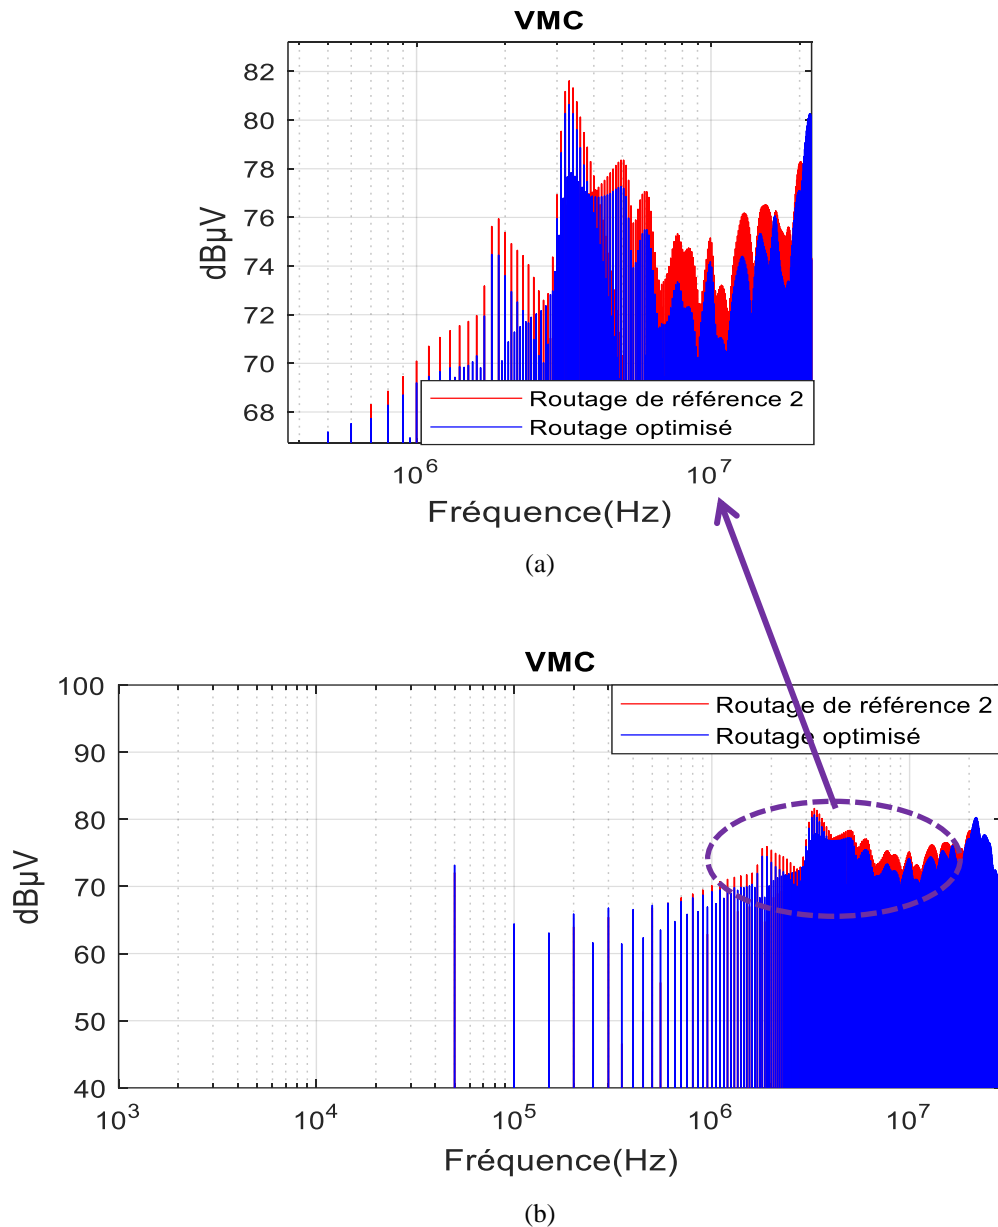 VMC
82
80
78
76
74
72
70
68
dBµV
Routage de référence 2
Routage optimisé
10^6 10^7
Fréquence(Hz)
(a)
VMC
100
90
80
70
60
50
40
dBµV
Routage de référence 2
Routage optimisé
10^3 10^4 10^5 10^6 10^7
Fréquence(Hz)
(b)